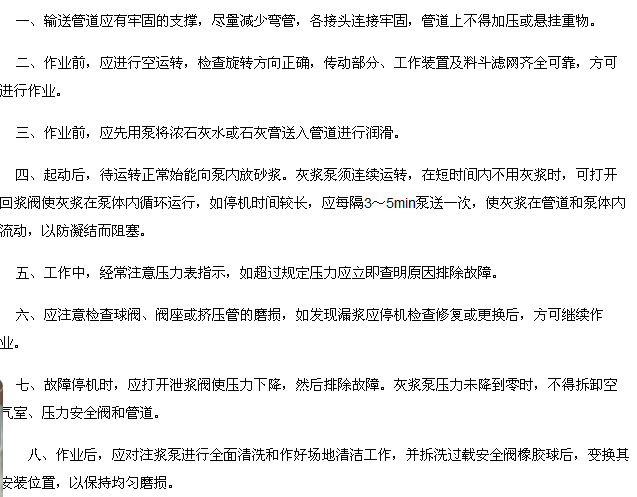 一、输送管道应有牢固的支撑，尽量减少弯管，各接头连接牢固，管道上不得加压或悬挂重物。
二、作业前，应进行空运转，检查旋转方向正确，传动部分、工作装置及料斗滤网齐全可靠，方可
进行作业。
三、作业前，应先用泵将浓石灰水或石灰膏送入管道进行润滑。
四、起动后，待运转正常始能向泵内放砂浆。灰浆泵须连续运转，在短时间内不用灰浆时，可打开
回浆阀使灰浆在泵体内循环运行，如停机时间较长，应每隔3～5min泵送一次，使灰浆在管道和泵体内
流动，以防凝结而阻塞。
五、工作中，经常注意压力表指示，如超过规定压力应立即查明原因排除故障。
六、应注意检查球阀、阀座或挤压管的磨损，如发现漏浆应停机检查修复或更换后，方可继续作
业。
七、故障停机时，应打开泄浆阀使压力下降，然后排除故障。灰浆泵压力未降到零时，不得拆卸空
气室、压力安全阀和管道。
八、作业后，应对注浆泵进行全面清洗和作好场地清洁工作，并拆洗过载安全阀橡胶球后，变换其
安装位置，以保持均匀磨损。